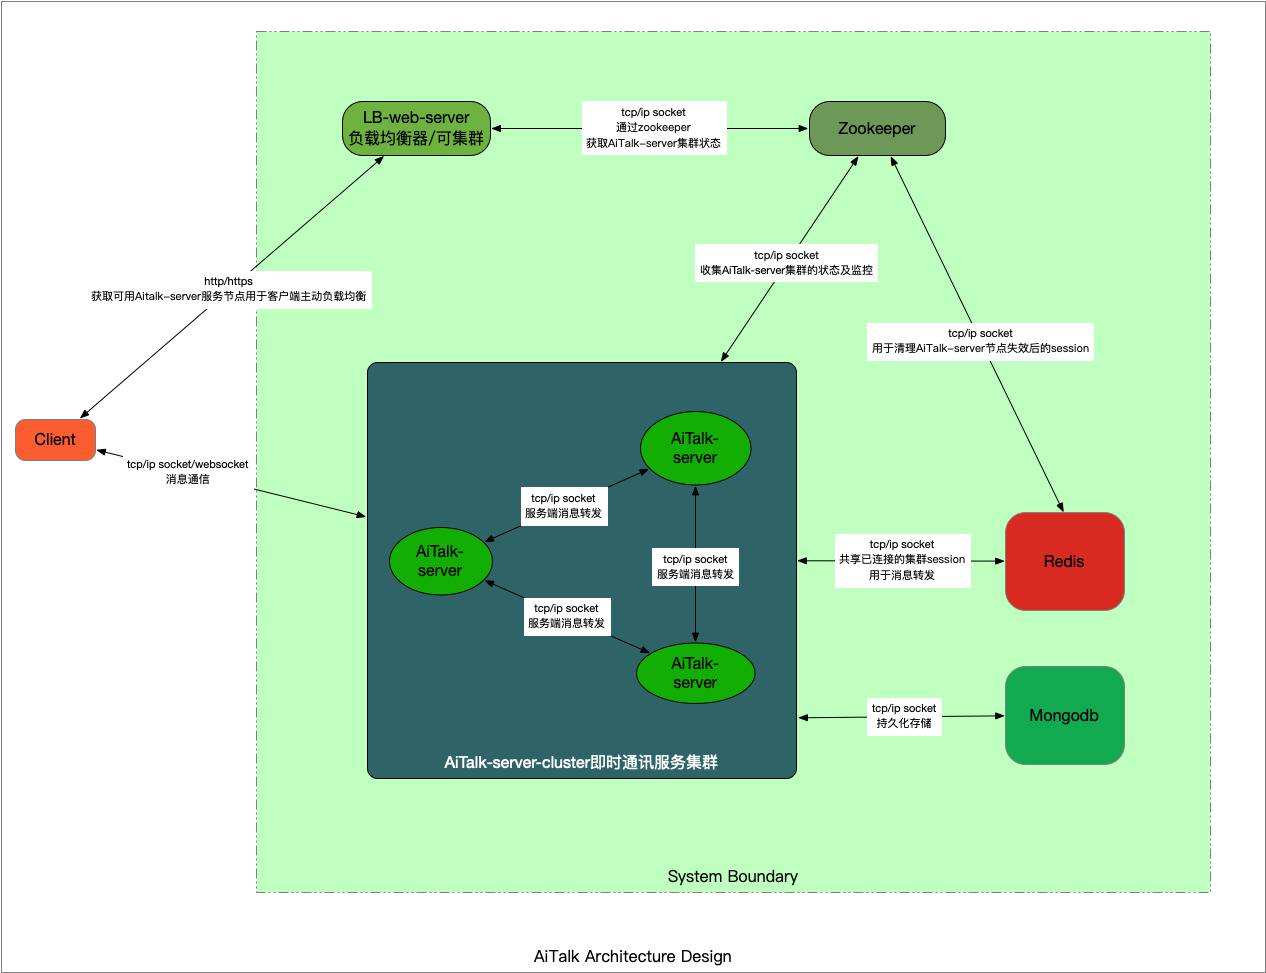 LB-web-server
负载均衡器/可集群
tcp/ip socket
通过zookeeper
获取AiTalk-server集群状态
Zookeeper
tcp/ip socket
收集AiTalk-server集群的状态及监控
http/https
获取可用Aitalk-server服务节点用于客户端主动负载均衡
tcp/ip socket
用于清理AiTalk-server节点失效后的session
Client
tcp/ip socket/websocket
消息通信
AiTalk-
server
tcp/ip socket
服务端消息转发
AiTalk-
server
tcp/ip socket
服务端消息转发
tcp/ip socket
服务端消息转发
AiTalk-
server
AiTalk-server-cluster即时通讯服务集群
tcp/ip socket
共享已连接的集群session
用于消息转发
Redis
tcp/ip socket
持久化存储
Mongodb
System Boundary
AiTalk Architecture Design